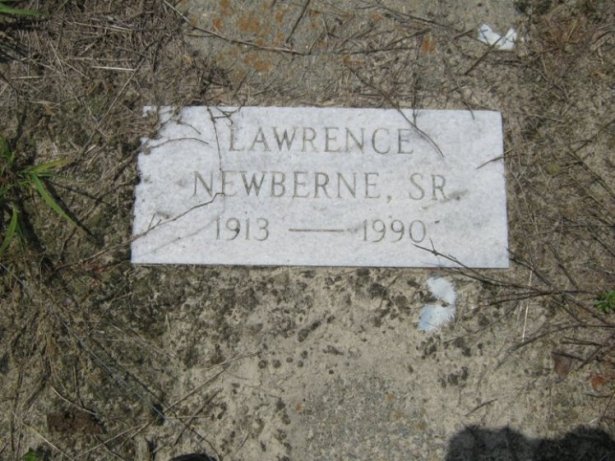 LAWRENCE
NEWBERNE, SR.
1913 — 1990